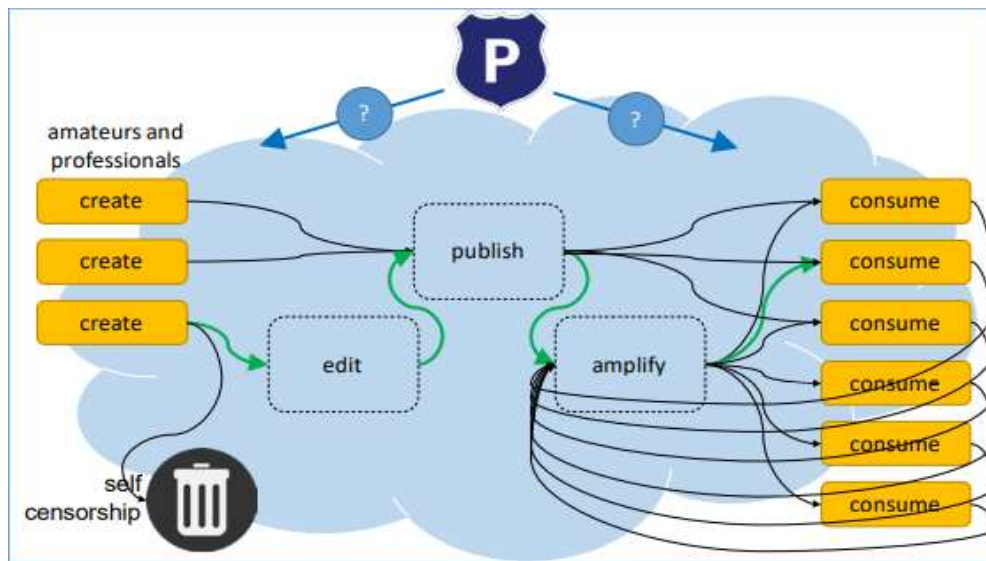 P
?
?
amateurs and
professionals
create
consume
create
publish
consume
create
consume
edit
amplify
consume
consume
self
censorship
consume